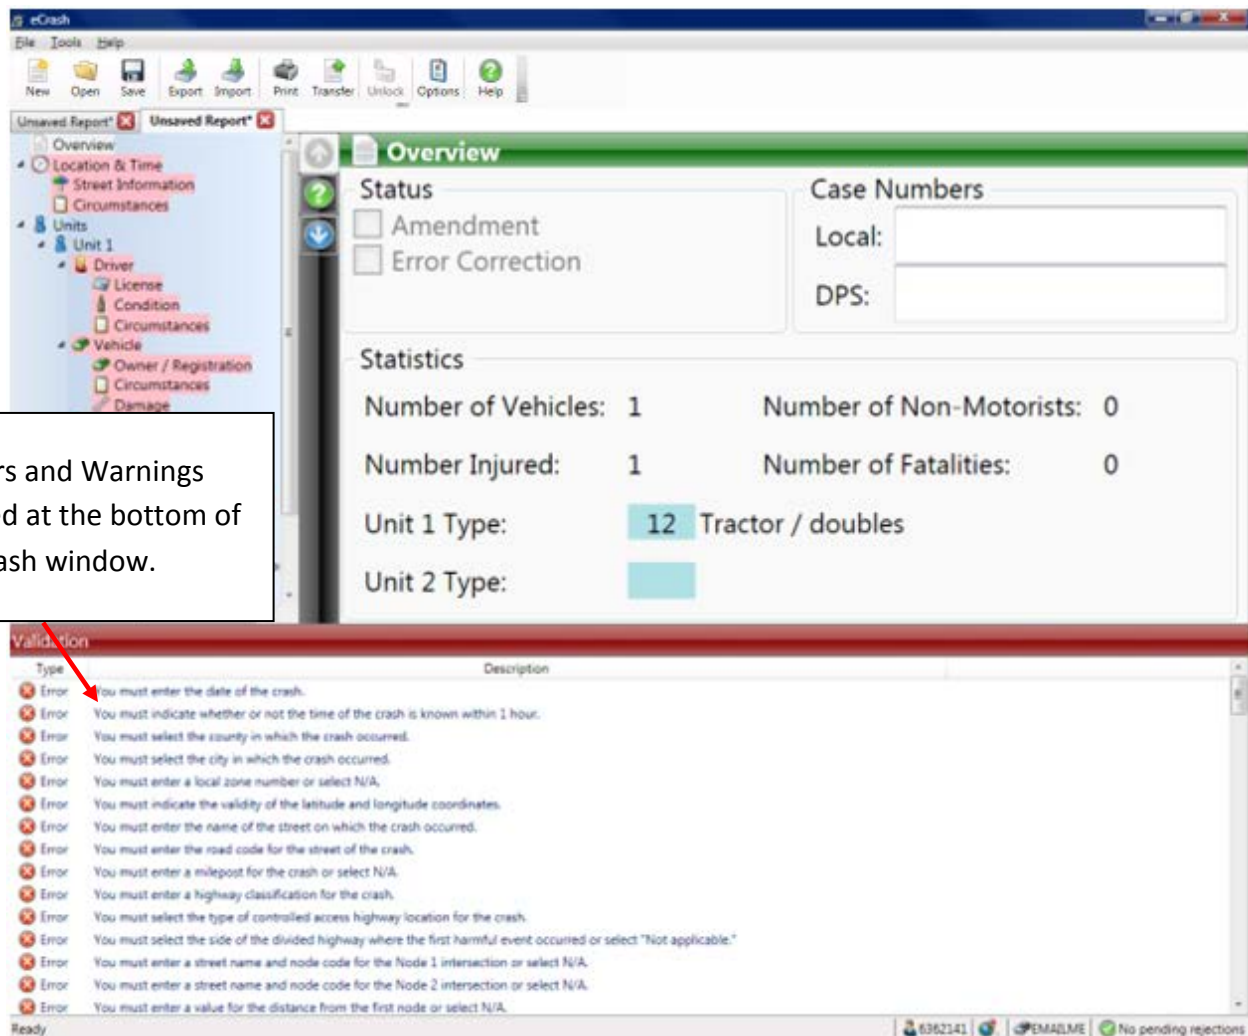 eCrash
File Tools Help
New Open Save Export Import Print Transfer Unlock Options Help
Unsaved Report* Unsaved Report*
Overview
Location & Time
Street Information
Circumstances
Units
Unit 1
Driver
License
Condition
Circumstances
Vehicle
Owner / Registration
Circumstances
Damage
rs and Warnings
ed at the bottom of
ash window.
Overview
Status
Amendment
Error Correction
Case Numbers
Local:
DPS:
Statistics
Number of Vehicles: 1 Number of Non-Motorists: 0
Number Injured: 1 Number of Fatalities: 0
Unit 1 Type: 12 Tractor / doubles
Unit 2 Type:
Validation
Type Description
Error You must enter the date of the crash.
Error You must indicate whether or not the time of the crash is known within 1 hour.
Error You must select the county in which the crash occurred.
Error You must select the city in which the crash occurred.
Error You must enter a local zone number or select N/A.
Error You must indicate the validity of the latitude and longitude coordinates.
Error You must enter the name of the street on which the crash occurred.
Error You must enter the road code for the street of the crash.
Error You must enter a milepost for the crash or select N/A.
Error You must enter a highway classification for the crash.
Error You must select the type of controlled access highway location for the crash.
Error You must select the side of the divided highway where the first harmful event occurred or select "Not applicable."
Error You must enter a street name and node code for the Node 1 intersection or select N/A.
Error You must enter a street name and node code for the Node 2 intersection or select N/A.
Error You must enter a value for the distance from the first node or select N/A.
Ready 6362141 EMAILME No pending rejections